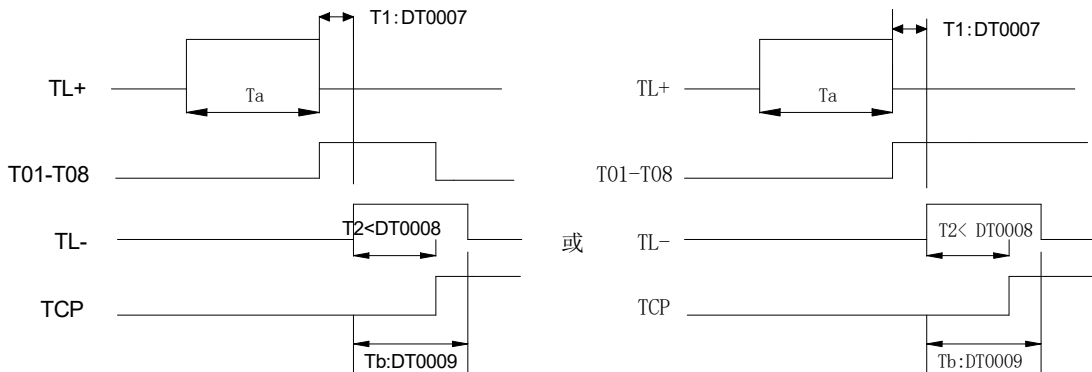 T1:DT0007
TL+
Ta
T01-T08
T2<DT0008
TL-
TCP
Tb:DT0009
或
T1:DT0007
TL+
Ta
T01-T08
T2< DT0008
TL-
TCP
Tb:DT0009